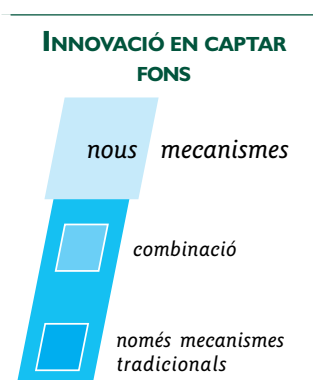 INNOVACIÓ EN CAPTAR
FONS
nous mecanismes
combinació
només mecanismes
tradicionals